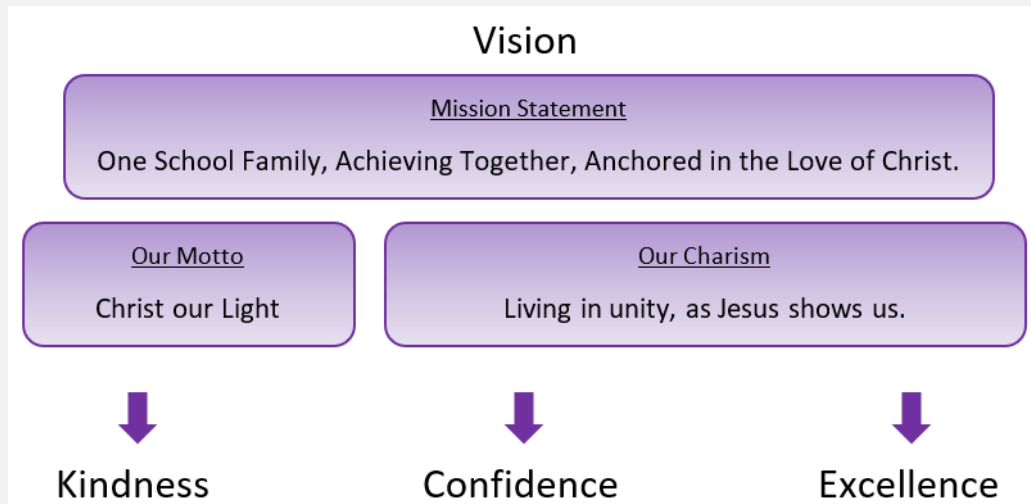 Vision
Mission Statement
One School Family, Achieving Together, Anchored in the Love of Christ.
Our Motto
Christ our Light
Our Charism
Living in unity, as Jesus shows us.
Kindness
Confidence
Excellence